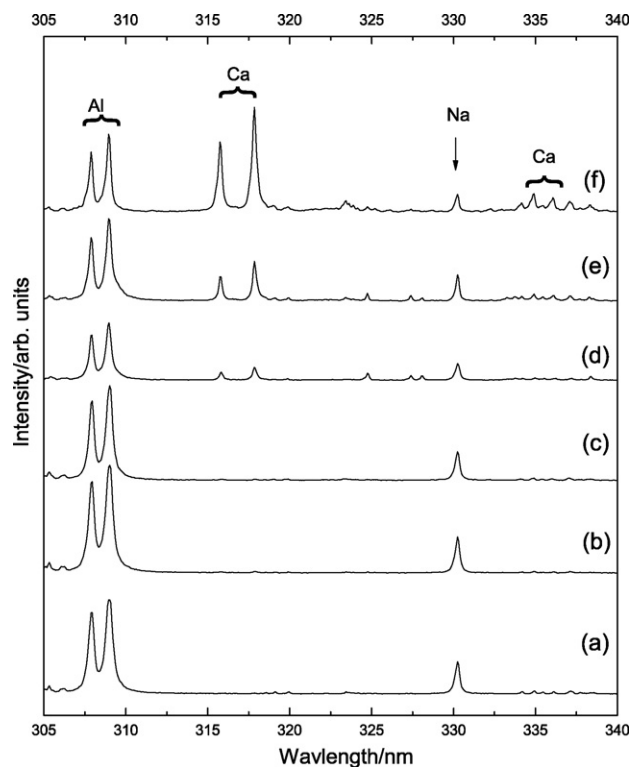 305 310 315 320 325 330 335 340
Ca
Al
Na
Ca
(f)
(e)
(d)
(c)
(b)
(a)
Intensity/arb. units
305 310 315 320 325 330 335 340
Wavlength/nm